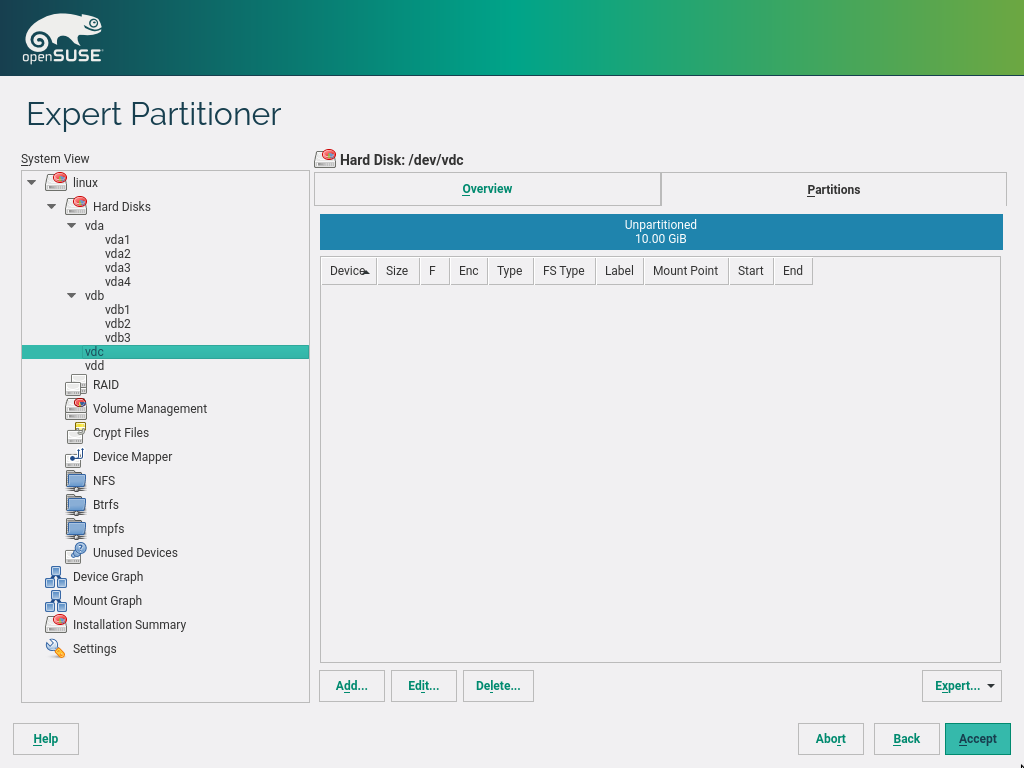 openSUSE
Expert Partitioner
System View
linux
Hard Disks
vda
vda1
vda2
vda3
vda4
vdb
vdb1
vdb2
vdb3
vdc
vdd
RAID
Volume Management
Crypt Files
Device Mapper
NFS
Btrfs
tmpfs
Unused Devices
Device Graph
Mount Graph
Installation Summary
Settings
Hard Disk: /dev/vdc
Overview Partitions
Unpartitioned
10.00 GiB
Device Size F Enc Type FS Type Label Mount Point Start End
Add... Edit... Delete... Expert...
Help Abort Back Accept